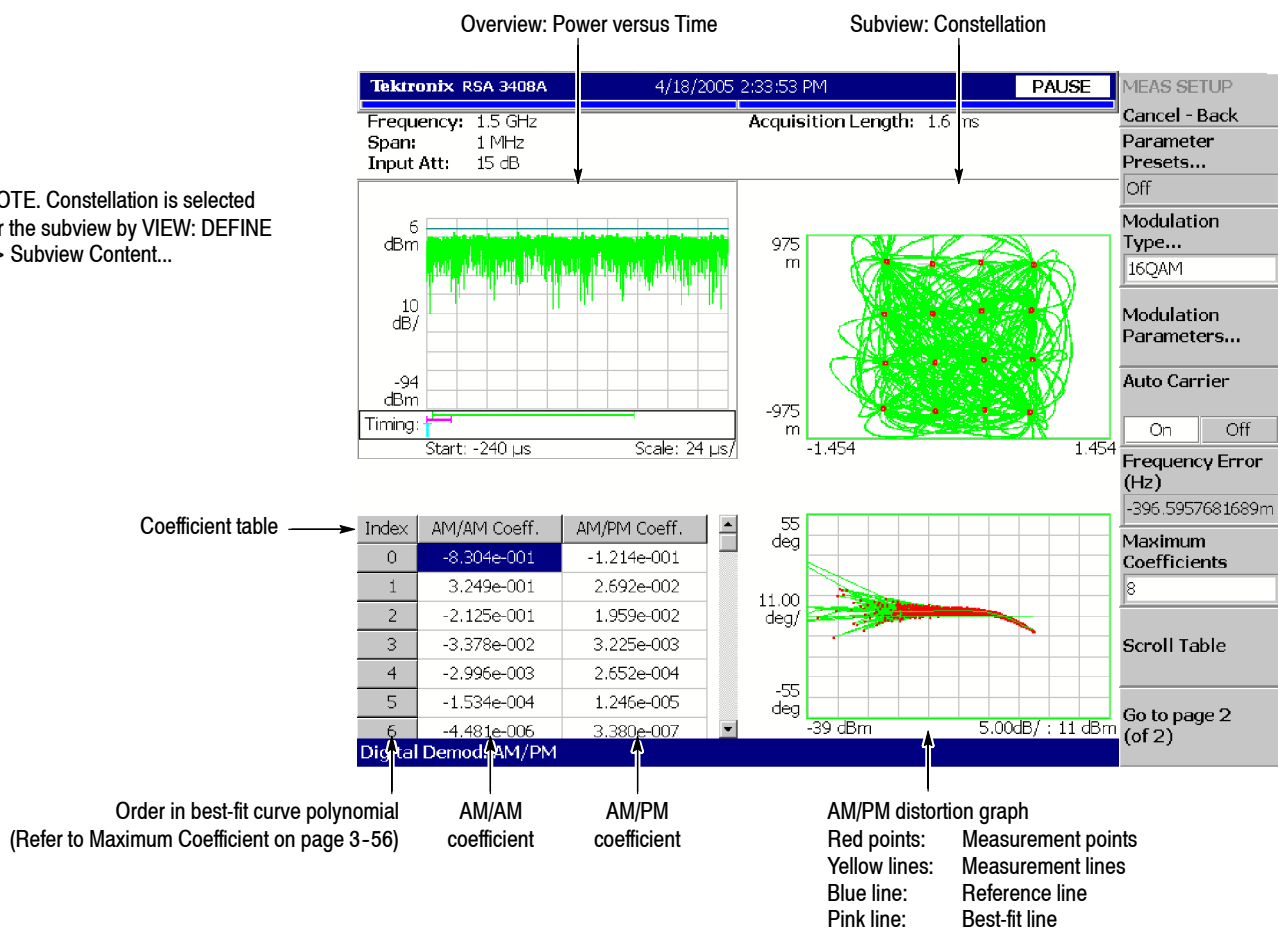 Overview: Power versus Time
Subview: Constellation
Tektronix RSA 3408A
4/18/2005 2:33:53 PM
PAUSE
Frequency: 1.5 GHz
Acquisition Length: 1.6 ms
Span: 1 MHz
Input Att: 15 dB
OTE. Constellation is selected
r the subview by VIEW: DEFINE
> Subview Content...
6
dBm
10
dB/
-94
dBm
Timing:
Start: -240 µs
Scale: 24 µs/
975
m
-975
m
-1.454
1.454
MEAS SETUP
Cancel - Back
Parameter
Presets...
Off
Modulation
Type...
16QAM
Modulation
Parameters...
Auto Carrier
On
Off
Frequency Error
(Hz)
-396.5957681689m
Maximum
Coefficients
8
Scroll Table
Go to page 2
(of 2)
Coefficient table
Index AM/AM Coeff. AM/PM Coeff.
0 -8.304e-001 -1.214e-001
1 3.249e-001 2.692e-002
2 -2.125e-001 1.959e-002
3 -3.378e-002 3.225e-003
4 -2.996e-003 2.652e-004
5 -1.534e-004 1.246e-005
6 -4.481e-006 3.380e-007
55
deg
11.00
deg/
-55
deg
-39 dBm
5.00dB/ : 11 dBm
Digital Demod: AM/PM
Order in best-fit curve polynomial
(Refer to Maximum Coefficient on page 3-56)
AM/AM
coefficient
AM/PM
coefficient
AM/PM distortion graph
Red points: Measurement points
Yellow lines: Measurement lines
Blue line: Reference line
Pink line: Best-fit line